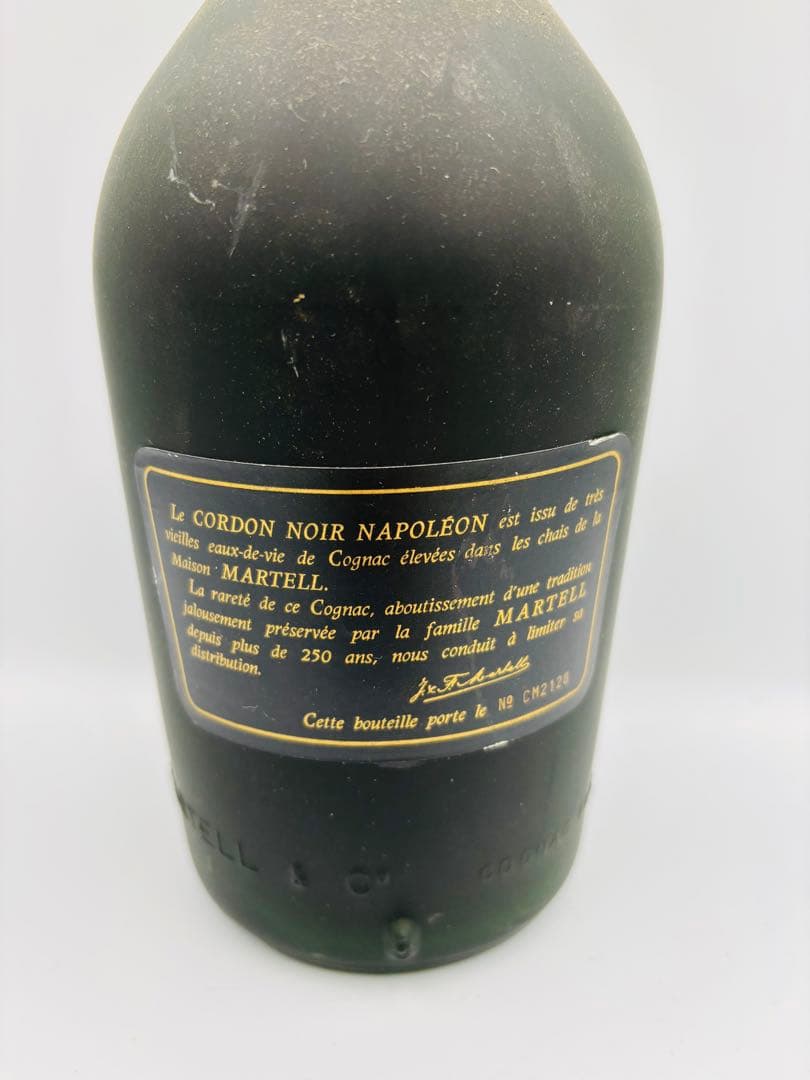 Le CORDON NOIR NAPOLÉON est issu de très
vieilles eaux-de-vie de Cognac élevées dans les chais de la
Maison MARTELL.
La rareté de ce Cognac, aboutissement d'une tradition
jalousement préservée par la famille MARTELL
depuis plus de 250 ans, nous conduit à limiter sa
distribution.
J & F. Martell
Cette bouteille porte le Nº CM2120